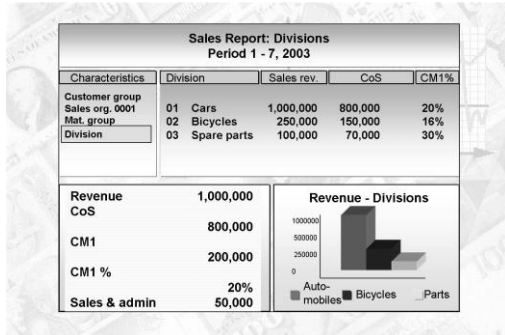 Sales Report: Divisions
Period 1 - 7, 2003
Characteristics Division Sales rev. CoS CM1%
Customer group
Sales org. 0001
Mat. group
Division
01 Cars 1,000,000 800,000 20%
02 Bicycles 250,000 150,000 16%
03 Spare parts 100,000 70,000 30%
Revenue 1,000,000
CoS
800,000
CM1
200,000
CM1 %
20%
Sales & admin 50,000
Revenue - Divisions
1000000
500000
250000
0
Auto-
mobiles Bicycles Parts